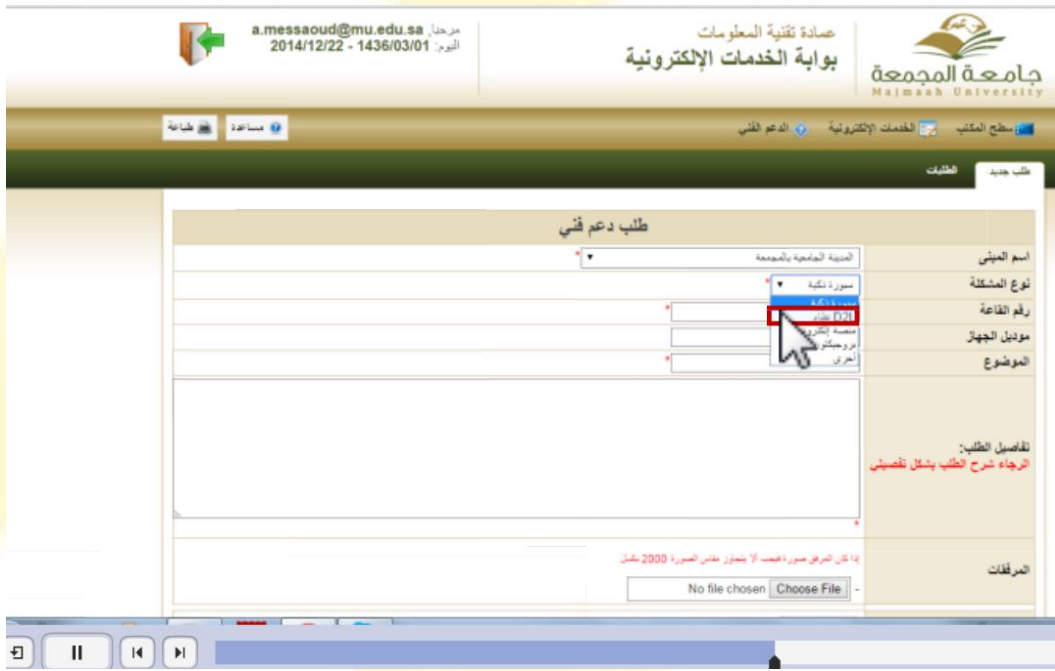 جامعة المجمعة
Majmaah University
عمادة تقنية المعلومات
بوابة الخدمات الإلكترونية
مرحبا, a.messaoud@mu.edu.sa
اليوم: 1436/03/01 - 2014/12/22
سطح المكتب الخدمات الإلكترونية الدعم الفني مساعدة طباعة
طلب جديد الطلبات
طلب دعم فني
اسم المبنى المدينة الجامعية بالمجمعة *
نوع المشكلة سبورة ذكية *
سبورة ذكية
رقم القاعة *
D2L نظام
موديل الجهاز
منصة
أخرى
الموضوع *
تفاصيل الطلب:
الرجاء شرح الطلب بشكل تفصيلي
*
إذا كان المرفق صورة فيجب ألا يتجاوز مقاس الصورة 2000 بكسل
المرفقات
- Choose File No file chosen